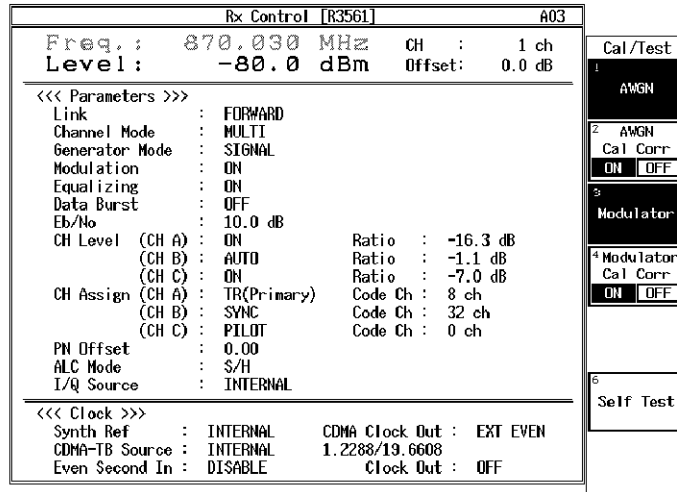 Rx Control [R3561] A03
Freq. : 870.030 MHz CH : 1 ch
Level: -80.0 dBm Offset: 0.0 dB
<<< Parameters >>>
Link : FORWARD
Channel Mode : MULTI
Generator Mode : SIGNAL
Modulation : ON
Equalizing : ON
Data Burst : OFF
Eb/No : 10.0 dB
CH Level (CH A) : ON Ratio : -16.3 dB
(CH B) : AUTO Ratio : -1.1 dB
(CH C) : ON Ratio : -7.0 dB
CH Assign (CH A) : TR(Primary) Code Ch : 8 ch
(CH B) : SYNC Code Ch : 32 ch
(CH C) : PILOT Code Ch : 0 ch
PN Offset : 0.00
ALC Mode : S/H
I/Q Source : INTERNAL
<<< Clock >>>
Synth Ref : INTERNAL CDMA Clock Out : EXT EVEN
CDMA-TB Source : INTERNAL 1.2288/19.6608
Even Second In : DISABLE Clock Out : OFF
Cal/Test
1
AWGN
2 AWGN
Cal Corr
ON OFF
3
Modulator
4 Modulator
Cal Corr
ON OFF
6
Self Test